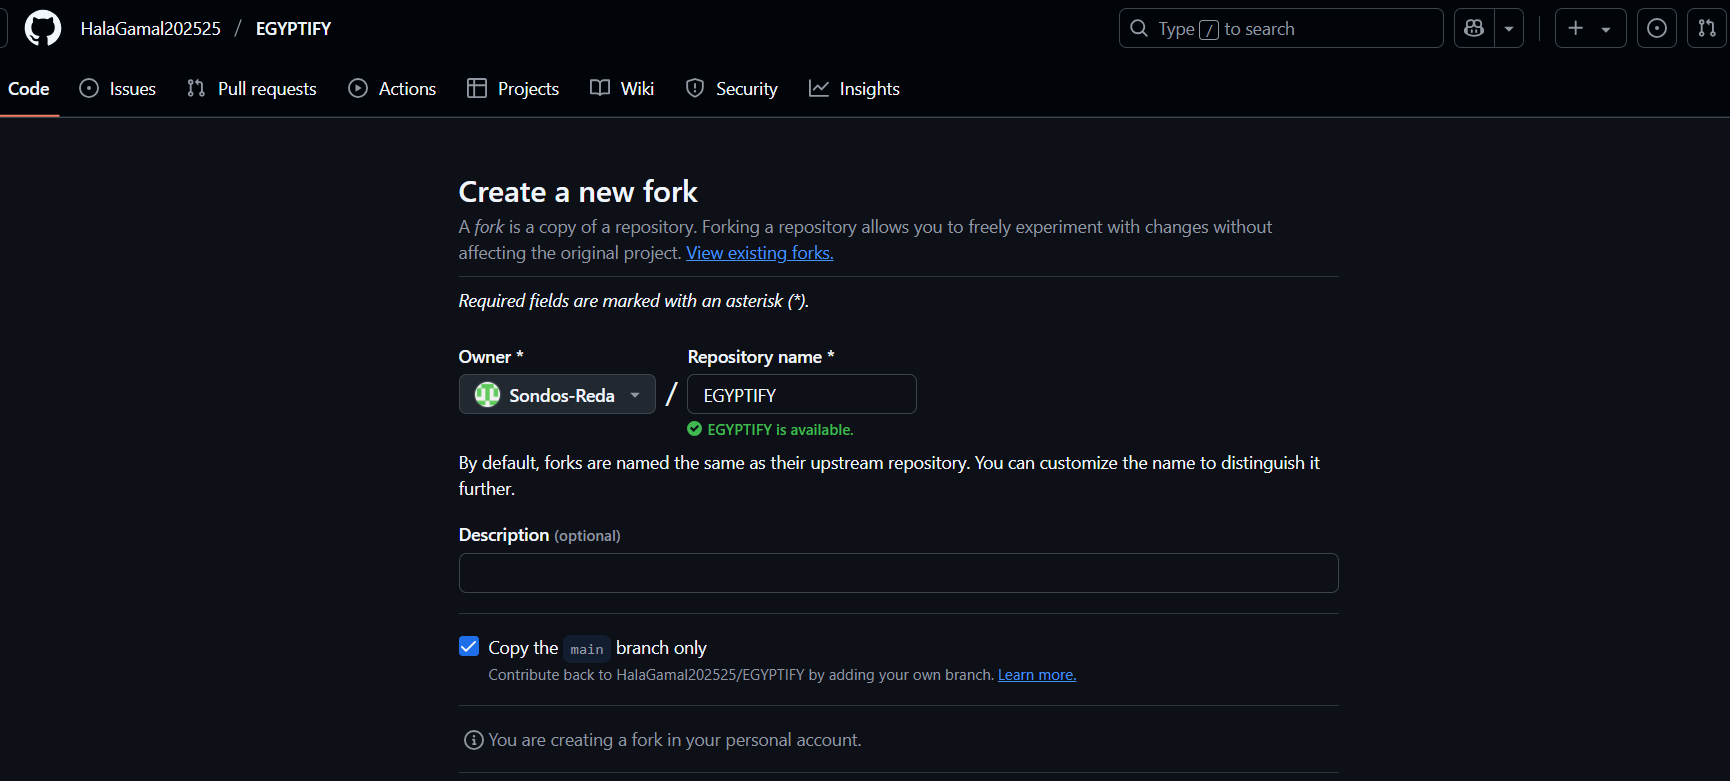 HalaGamal202525 / EGYPTIFY
Type / to search
Code Issues Pull requests Actions Projects Wiki Security Insights
Create a new fork
A fork is a copy of a repository. Forking a repository allows you to freely experiment with changes without
affecting the original project. View existing forks.
Required fields are marked with an asterisk (*).
Owner * Repository name *
Sondos-Reda / EGYPTIFY
EGYPTIFY is available.
By default, forks are named the same as their upstream repository. You can customize the name to distinguish it
further.
Description (optional)
Copy the main branch only
Contribute back to HalaGamal202525/EGYPTIFY by adding your own branch. Learn more.
You are creating a fork in your personal account.